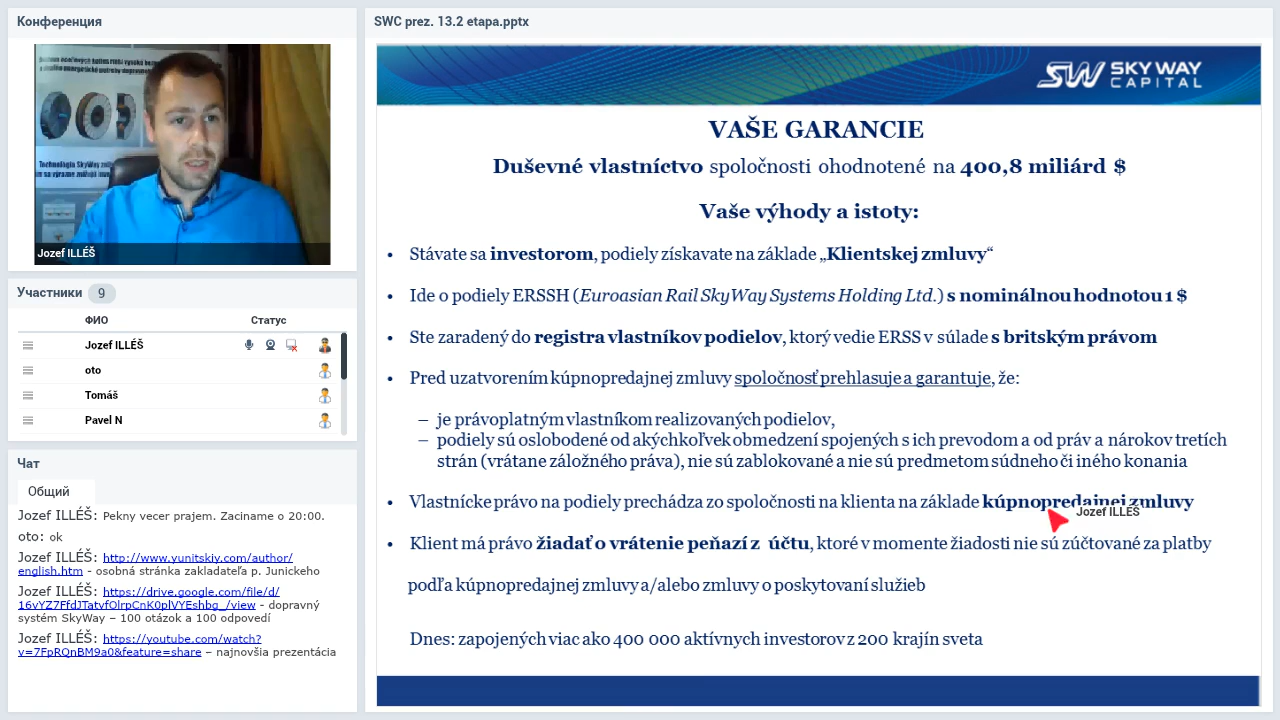 Конференция
Jozef ILLÉŠ
Участники 9
ФИО Статус
Jozef ILLÉŠ
oto
Tomáš
Pavel N
Чат
Общий
Jozef ILLÉŠ: Pekny vecer prajem. Zaciname o 20:00.
oto: ok
Jozef ILLÉŠ: http://www.yunitskiy.com/author/
english.htm - osobná stránka zakladateľa p. Junickeho
Jozef ILLÉŠ: https://drive.google.com/file/d/
16vYZ7FfdJTatvfOlrpCnK0plVYEshbg_/view - dopravný
systém SkyWay – 100 otázok a 100 odpovedí
Jozef ILLÉŠ: https://youtube.com/watch?
v=7FpRQnBM9a0&feature=share – najnovšia prezentácia
SWC prez. 13.2 etapa.pptx
SW SKY WAY
CAPITAL
VAŠE GARANCIE
Duševné vlastníctvo spoločnosti ohodnotené na 400,8 miliárd $
Vaše výhody a istoty:
• Stávate sa investorom, podiely získavate na základe „Klientskej zmluvy“
• Ide o podiely ERSSH (Euroasian Rail SkyWay Systems Holding Ltd.) s nominálnou hodnotou 1 $
• Ste zaradený do registra vlastníkov podielov, ktorý vedie ERSS v súlade s britským právom
• Pred uzatvorením kúpnopredajnej zmluvy spoločnosť prehlasuje a garantuje, že:
– je právoplatným vlastníkom realizovaných podielov,
– podiely sú oslobodené od akýchkoľvek obmedzení spojených s ich prevodom a od práv a nárokov tretích
strán (vrátane záložného práva), nie sú zablokované a nie sú predmetom súdneho či iného konania
• Vlastnícke právo na podiely prechádza zo spoločnosti na klienta na základe kúpnopredajnej zmluvy
Jozef ILLÉŠ
• Klient má právo žiadať o vrátenie peňazí z účtu, ktoré v momente žiadosti nie sú zúčtované za platby
podľa kúpnopredajnej zmluvy a/alebo zmluvy o poskytovaní služieb
Dnes: zapojených viac ako 400 000 aktívnych investorov z 200 krajín sveta